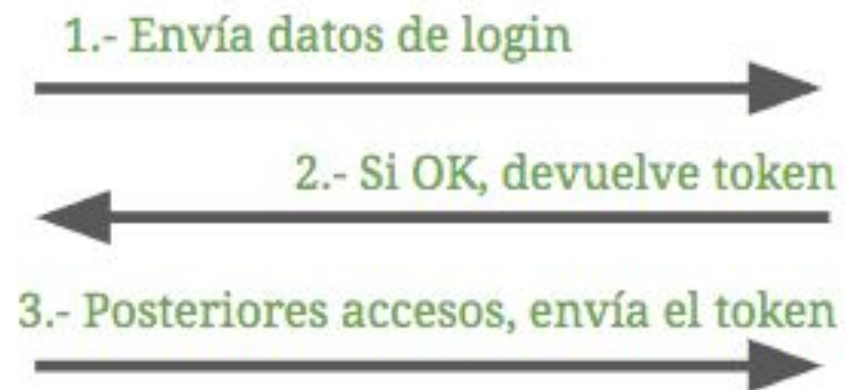 1.- Envía datos de login
2.- Si OK, devuelve token
3.- Posteriores accesos, envía el token